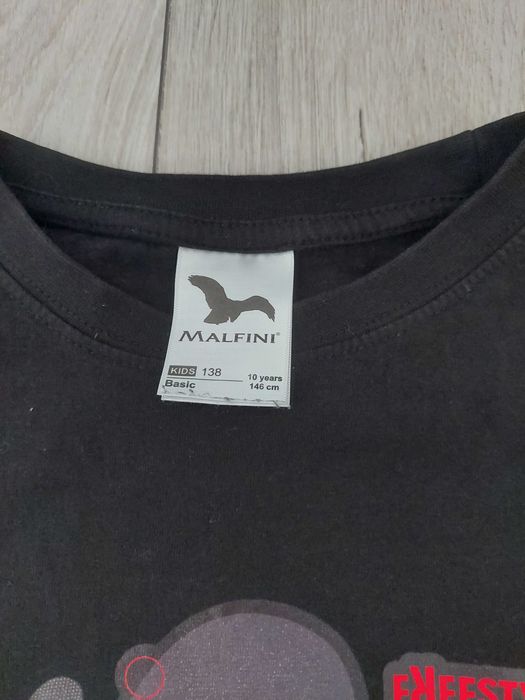 MALFINI®
KIDS 138
10 years
Basic
146 cm